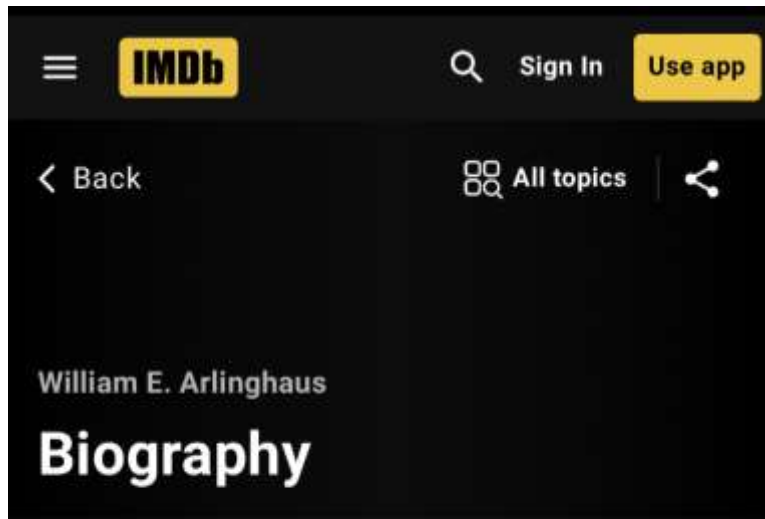 IMDb Sign In Use app
Back All topics
William E. Arlinghaus
Biography